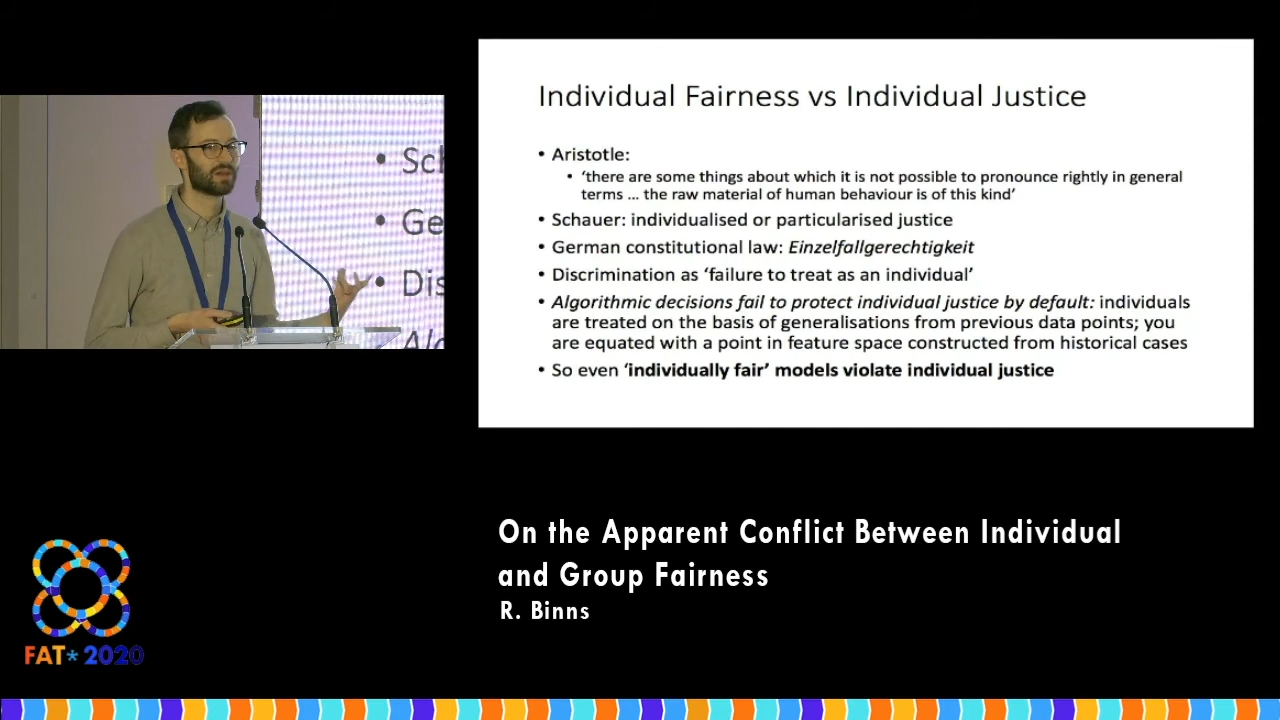 Individual Fairness vs Individual Justice
• Aristotle:
• ‘there are some things about which it is not possible to pronounce rightly in general
terms ... the raw material of human behaviour is of this kind’
• Schauer: individualised or particularised justice
• German constitutional law: Einzelfallgerechtigkeit
• Discrimination as ‘failure to treat as an individual’
• Algorithmic decisions fail to protect individual justice by default: individuals
are treated on the basis of generalisations from previous data points; you
are equated with a point in feature space constructed from historical cases
• So even ‘individually fair’ models violate individual justice
• Sch
• Ge
• Dis
Alg
On the Apparent Conflict Between Individual
and Group Fairness
R. Binns
FAT* 2020